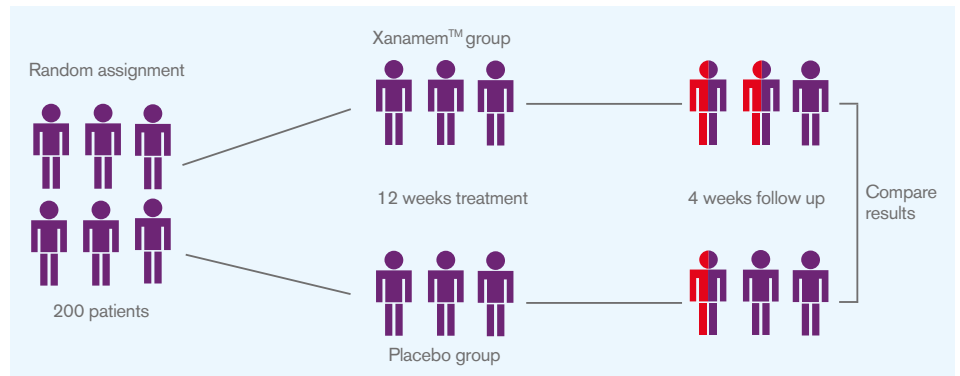 Random assignment
200 patients
Xanamem™ group
12 weeks treatment
Placebo group
4 weeks follow up
Compare
results